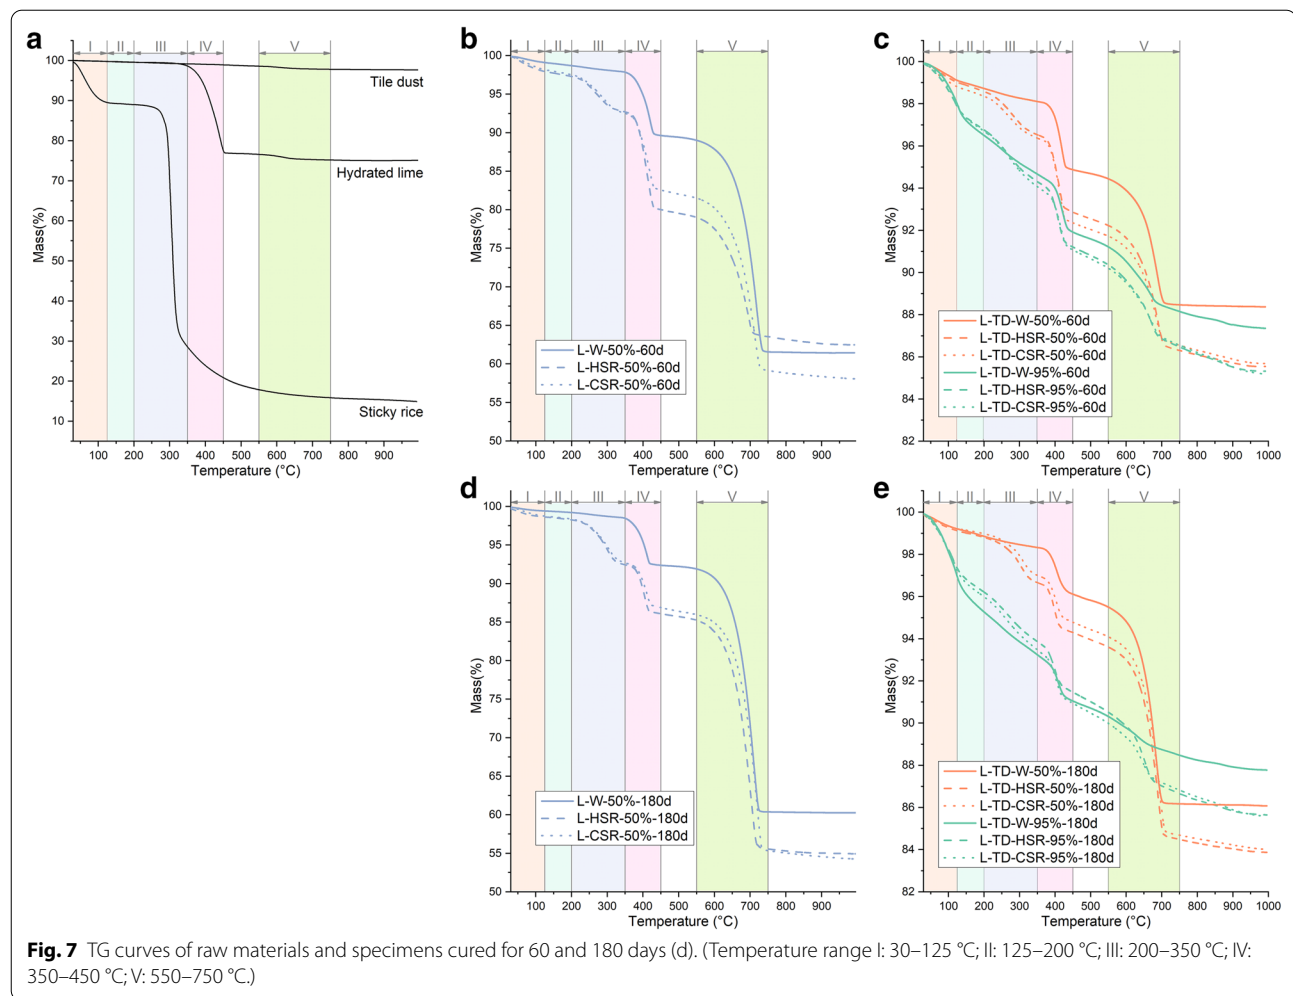 a
I II III IV V
100
90
80
70
60
50
40
30
20
10
Mass(%)
Tile dust
Hydrated lime
Sticky rice
100 200 300 400 500 600 700 800 900
Temperature (°C)
b
I II III IV V
100
95
90
85
80
75
70
65
60
55
50
Mass(%)
L-W-50%-60d
L-HSR-50%-60d
L-CSR-50%-60d
100 200 300 400 500 600 700 800 900
Temperature (°C)
c
I II III IV V
100
98
96
94
92
90
88
86
84
82
Mass(%)
L-TD-W-50%-60d
L-TD-HSR-50%-60d
L-TD-CSR-50%-60d
L-TD-W-95%-60d
L-TD-HSR-95%-60d
L-TD-CSR-95%-60d
100 200 300 400 500 600 700 800 900 1000
Temperature (°C)
d
I II III IV V
100
95
90
85
80
75
70
65
60
55
50
Mass(%)
L-W-50%-180d
L-HSR-50%-180d
L-CSR-50%-180d
100 200 300 400 500 600 700 800 900
Temperature (°C)
e
I II III IV V
100
98
96
94
92
90
88
86
84
82
Mass(%)
L-TD-W-50%-180d
L-TD-HSR-50%-180d
L-TD-CSR-50%-180d
L-TD-W-95%-180d
L-TD-HSR-95%-180d
L-TD-CSR-95%-180d
100 200 300 400 500 600 700 800 900 1000
Temperature (°C)
Fig. 7 TG curves of raw materials and specimens cured for 60 and 180 days (d). (Temperature range I: 30–125 °C; II: 125–200 °C; III: 200–350 °C; IV:
350–450 °C; V: 550–750 °C.)